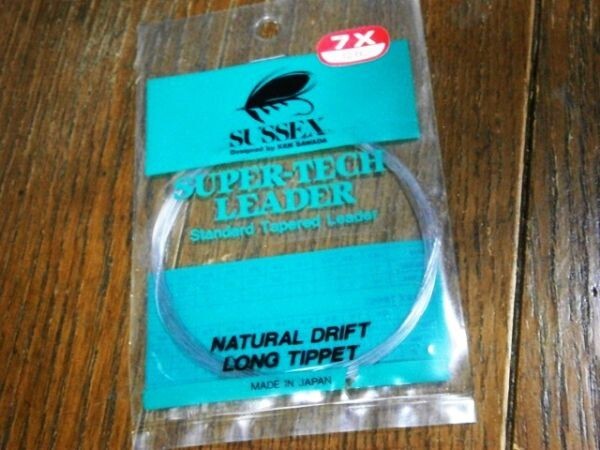 7X
SUSSEX
Designed by KEN SAWADA
SUPER-TECH
LEADER
Standard Tapered Leader
NATURAL DRIFT
LONG TIPPET
MADE IN JAPAN